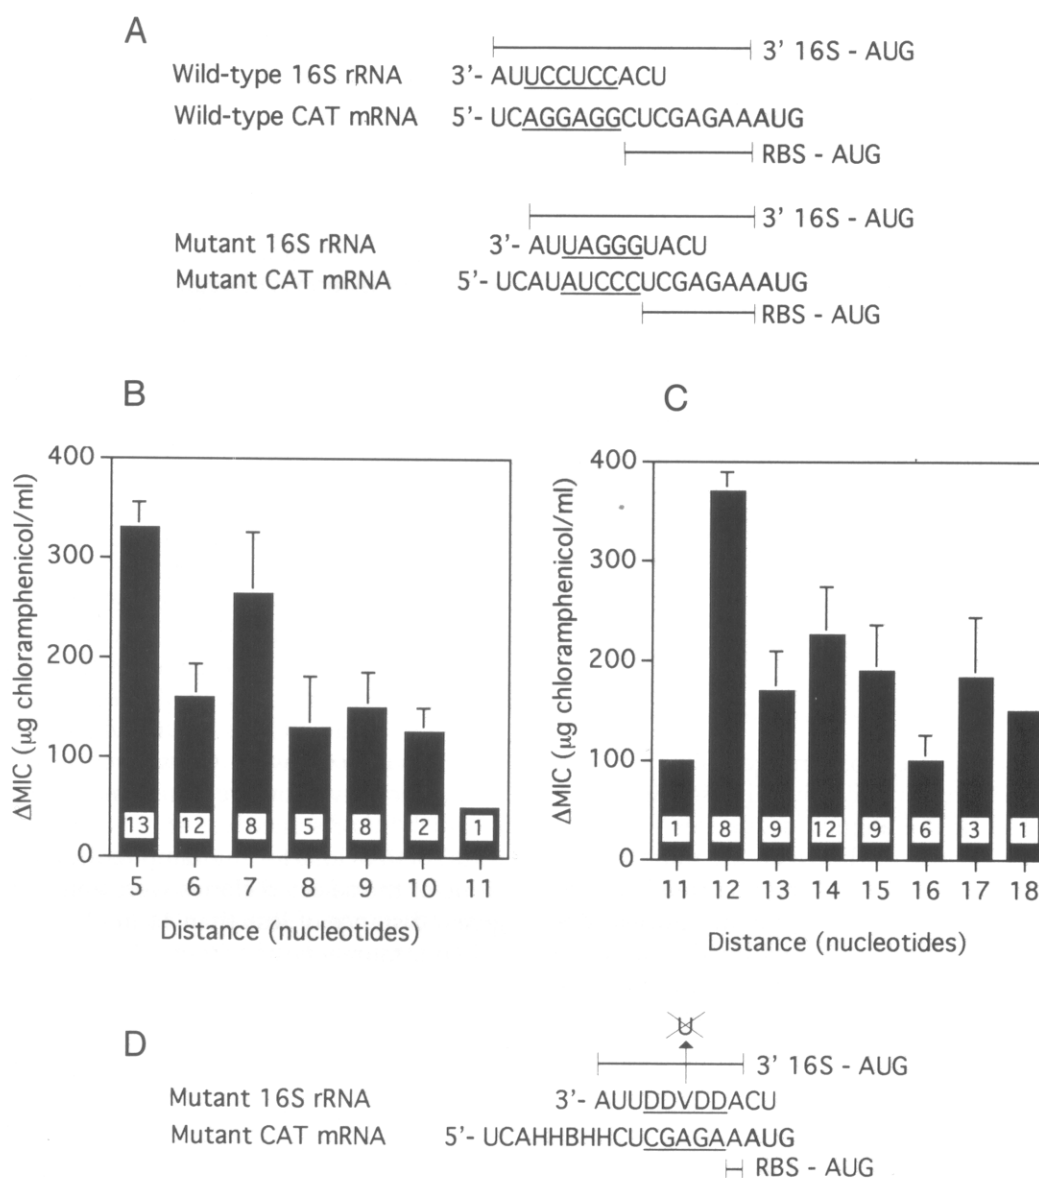 A
3' 16S - AUG
Wild-type 16S rRNA 3'- AUUCCUCCACU
Wild-type CAT mRNA 5'- UCAGGAGGCUCGAGAAAUG
RBS - AUG
3' 16S - AUG
Mutant 16S rRNA 3'- AUUAGGGUACU
Mutant CAT mRNA 5'- UCAUAUCCCUCGAGAAAUG
RBS - AUG
B
ΔMIC (µg chloramphenicol/ml)
400
300
200
100
0
13 12 8 5 8 2 1
5 6 7 8 9 10 11
Distance (nucleotides)
C
ΔMIC (µg chloramphenicol/ml)
400
300
200
100
0
1 8 9 12 9 6 3 1
11 12 13 14 15 16 17 18
Distance (nucleotides)
D
U
3' 16S - AUG
Mutant 16S rRNA 3'- AUUDDVDDACU
Mutant CAT mRNA 5'- UCAHHBHHCUCGAGAAAUG
RBS - AUG